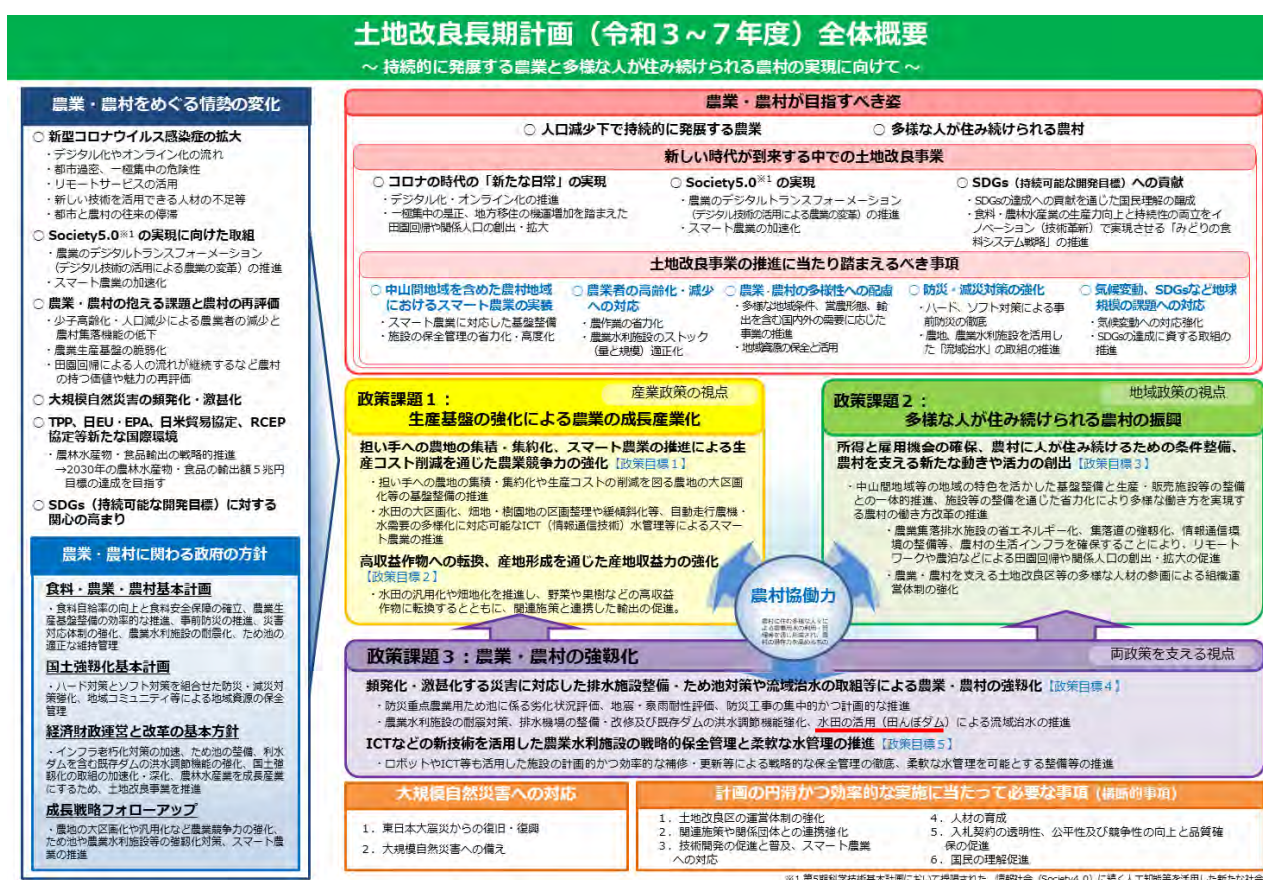 土地改良長期計画（令和３～７年度）全体概要
～ 持続的に発展する農業と多様な人が住み続けられる農村の実現に向けて ～
農業・農村をめぐる情勢の変化
○ 新型コロナウイルス感染症の拡大
・デジタル化やオンライン化の流れ
・都市過密、一極集中の危険性
・リモートサービスの活用
・新しい技術を活用できる人材の不足等
・都市と農村の往来の停滞
○ Society5.0※1 の実現に向けた取組
・農業のデジタルトランスフォーメーション
（デジタル技術の活用による農業の変革）の推進
・スマート農業の加速化
○ 農業・農村の抱える課題と農村の再評価
・少子高齢化・人口減少による農業者の減少と
農村集落機能の低下
・農業生産基盤の脆弱化
・田園回帰による人の流れが継続するなど農村
の持つ価値や魅力の再評価
○ 大規模自然災害の頻発化・激甚化
○ TPP、日EU・EPA、日米貿易協定、RCEP
協定等新たな国際環境
・農林水産物・食品輸出の戦略的推進
→2030年の農林水産物・食品の輸出額５兆円
目標の達成を目指す
○ SDGs（持続可能な開発目標）に対する
関心の高まり
農業・農村に関わる政府の方針
食料・農業・農村基本計画
・食料自給率の向上と食料安全保障の確立、農業生
産基盤整備の効率的な推進、事前防災の推進、災害
対応体制の強化、農業水利施設の耐震化、ため池の
適正な維持管理
国土強靱化基本計画
・ハード対策とソフト対策を組合せた防災・減災対
策強化、地域コミュニティ等による地域資源の保全
管理
経済財政運営と改革の基本方針
・インフラ老朽化対策の加速、ため池の整備、利水
ダムを含む既存ダムの洪水調節機能の強化、国土強
靱化の取組の加速化・深化、農林水産業を成長産業
にするため、土地改良事業を推進
成長戦略フォローアップ
・農地の大区画化や汎用化など農業競争力の強化、
ため池や農業水利施設等の強靱化対策、スマート農
業の推進
農業・農村が目指すべき姿
○ 人口減少下で持続的に発展する農業
○ 多様な人が住み続けられる農村
新しい時代が到来する中での土地改良事業
○ コロナの時代の「新たな日常」の実現
・デジタル化・オンライン化の推進
・一極集中の是正、地方移住の機運増加を踏まえた
田園回帰や関係人口の創出・拡大
○ Society5.0※1 の実現
・農業のデジタルトランスフォーメーション
（デジタル技術の活用による農業の変革）の推進
・スマート農業の加速化
○ SDGs（持続可能な開発目標）への貢献
・SDGsの達成への貢献を通じた国民理解の醸成
・食料・農林水産業の生産力向上と持続性の両立をイ
ノベーション（技術革新）で実現させる「みどりの食
料システム戦略」の推進
土地改良事業の推進に当たり踏まえるべき事項
○ 中山間地域を含めた農村地域
におけるスマート農業の実装
・スマート農業に対応した基盤整備
・施設の保全管理の省力化・高度化
○ 農業者の高齢化・減少
への対応
・農作業の省力化
・農業水利施設のストック
（量と規模）適正化
○ 農業・農村の多様性への配慮
・多様な地域条件、営農形態、輸
出を含む国内外の需要に応じた
事業の推進
・地域資源の保全と活用
○ 防災・減災対策の強化
・ハード、ソフト対策による事
前防災の徹底
・農地、農業水利施設を活用し
た「流域治水」の取組の推進
○ 気候変動、SDGsなど地球
規模の課題への対応
・気候変動への対応強化
・SDGsの達成に資する取組の
推進
政策課題１：
産業政策の視点
生産基盤の強化による農業の成長産業化
担い手への農地の集積・集約化、スマート農業の推進による生
産コスト削減を通じた農業競争力の強化【政策目標１】
・担い手への農地の集積・集約化や生産コストの削減を図る農地の大区画
化等の基盤整備の推進
・水田の大区画化、畑地・樹園地の区画整理や緩傾斜化等、自動走行農機・
水需要の多様化に対応可能なICT（情報通信技術）水管理等によるスマー
ト農業の推進
高収益作物への転換、産地形成を通じた産地収益力の強化
【政策目標２】
・水田の汎用化や畑地化を推進し、野菜や果樹などの高収益
作物に転換するとともに、関連施策と連携した輸出の促進。
政策課題２：
地域政策の視点
多様な人が住み続けられる農村の振興
所得と雇用機会の確保、農村に人が住み続けるための条件整備、
農村を支える新たな動きや活力の創出【政策目標３】
・中山間地域等の地域の特色を活かした基盤整備と生産・販売施設等の整備
との一体的推進、施設等の整備を通じた省力化により多様な働き方を実現す
る農村の働き方改革の推進
・農業集落排水施設の省エネルギー化、集落道の強靱化、情報通信環
境の整備等、農村の生活インフラを確保することにより、リモート
ワークや農泊などによる田園回帰や関係人口の創出・拡大の促進
・農業・農村を支える土地改良区等の多様な人材の参画による組織運
営体制の強化
農村協働力
政策課題３：農業・農村の強靱化
両政策を支える視点
頻発化・激甚化する災害に対応した排水施設整備・ため池対策や流域治水の取組等による農業・農村の強靱化【政策目標４】
・防災重点農業用ため池に係る劣化状況評価、地震・豪雨耐性評価、防災工事の集中的かつ計画的な推進
・農業水利施設の耐震対策、排水機場の整備・改修及び既存ダムの洪水調節機能強化、水田の活用（田んぼダム）による流域治水の推進
ICTなどの新技術を活用した農業水利施設の戦略的保全管理と柔軟な水管理の推進【政策目標５】
・ロボットやICT等も活用した施設の計画的かつ効率的な補修・更新等による戦略的な保全管理の徹底、柔軟な水管理を可能とする整備等の推進
大規模自然災害への対応
１．東日本大震災からの復旧・復興
２．大規模自然災害への備え
計画の円滑かつ効率的な実施に当たって必要な事項（横断的事項）
１．土地改良区の運営体制の強化
２．関連施策や関係団体との連携強化
３．技術開発の促進と普及、スマート農業
への対応
４．人材の育成
５．入札契約の透明性、公平性及び競争性の向上と品質確
保の促進
６．国民の理解促進